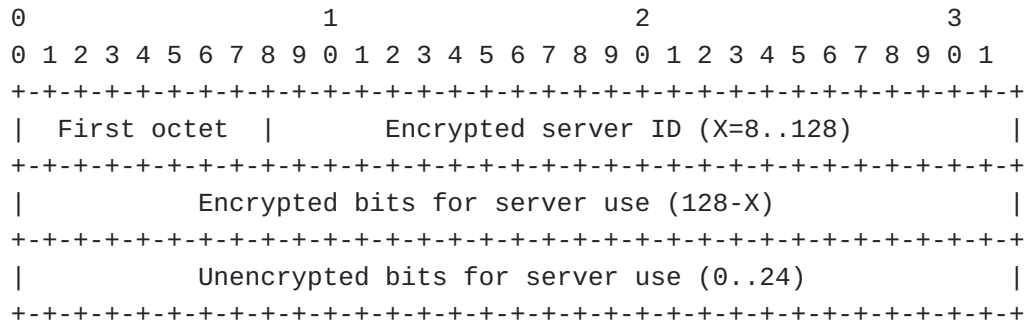 0                   1                   2                   3
0 1 2 3 4 5 6 7 8 9 0 1 2 3 4 5 6 7 8 9 0 1 2 3 4 5 6 7 8 9 0 1
+-+-+-+-+-+-+-+-+-+-+-+-+-+-+-+-+-+-+-+-+-+-+-+-+-+-+-+-+-+-+-+-+
|  First octet  |       Encrypted server ID (X=8..128)          |
+-+-+-+-+-+-+-+-+-+-+-+-+-+-+-+-+-+-+-+-+-+-+-+-+-+-+-+-+-+-+-+-+
|           Encrypted bits for server use (128-X)               |
+-+-+-+-+-+-+-+-+-+-+-+-+-+-+-+-+-+-+-+-+-+-+-+-+-+-+-+-+-+-+-+-+
|           Unencrypted bits for server use (0..24)             |
+-+-+-+-+-+-+-+-+-+-+-+-+-+-+-+-+-+-+-+-+-+-+-+-+-+-+-+-+-+-+-+-+